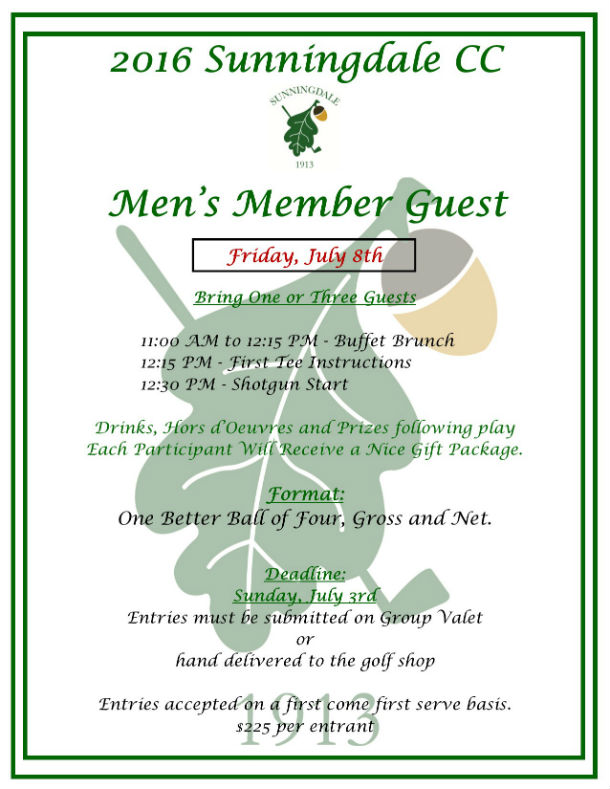 2016 Sunningdale CC
SUNNINGDALE
1913
Men's Member Guest
Friday, July 8th
Bring One or Three Guests
11:00 AM to 12:15 PM - Buffet Brunch
12:15 PM - First Tee Instructions
12:30 PM - Shotgun Start
Drinks, Hors d'Oeuvres and Prizes following play
Each Participant Will Receive a Nice Gift Package.
Format:
One Better Ball of Four, Gross and Net.
Deadline:
Sunday, July 3rd
Entries must be submitted on Group Valet
or
hand delivered to the golf shop
Entries accepted on a first come first serve basis.
$225 per entrant
1913